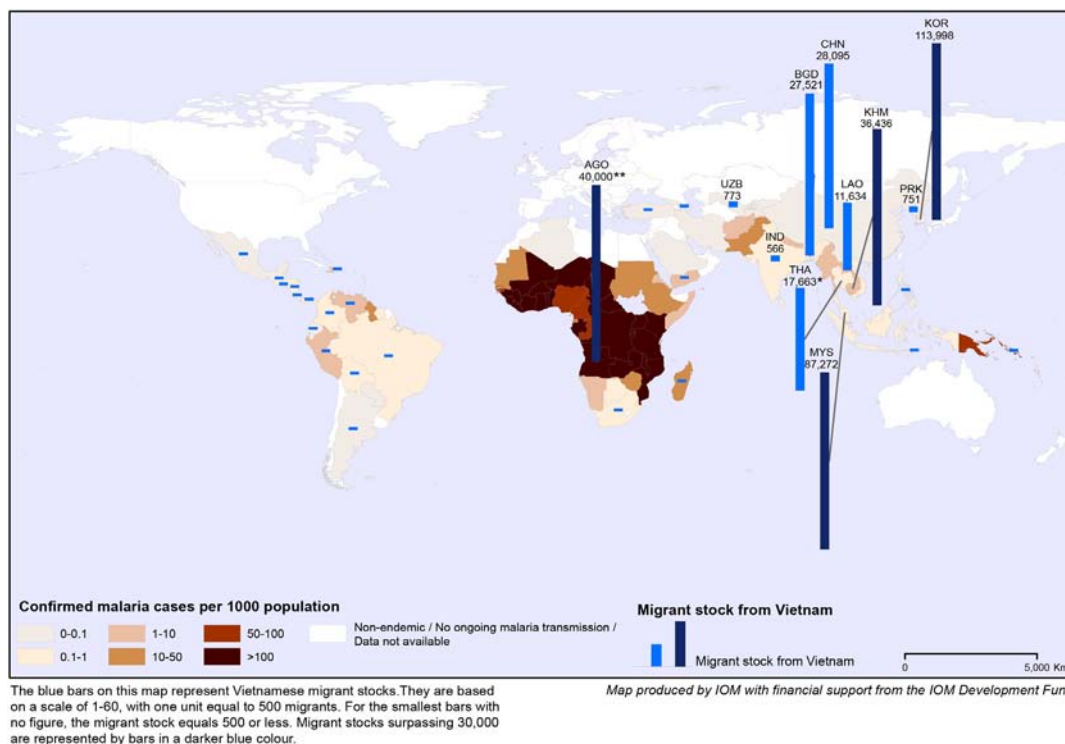 KOR
113,998
CHN
28,095
BGD
27,521
KHM
36,436
AGO
40,000**
UZB
773
LAO
11,634
PRK
751
IND
566
THA
17,663*
MYS
87,272
Confirmed malaria cases per 1000 population
0-0.1
1-10
50-100
Non-endemic / No ongoing malaria transmission /
Data not available
0.1-1
10-50
>100
Migrant stock from Vietnam
Migrant stock from Vietnam
0
5,000 Km
The blue bars on this map represent Vietnamese migrant stocks.They are based
on a scale of 1-60, with one unit equal to 500 migrants. For the smallest bars with
no figure, the migrant stock equals 500 or less. Migrant stocks surpassing 30,000
are represented by bars in a darker blue colour.
Map produced by IOM with financial support from the IOM Development Fun